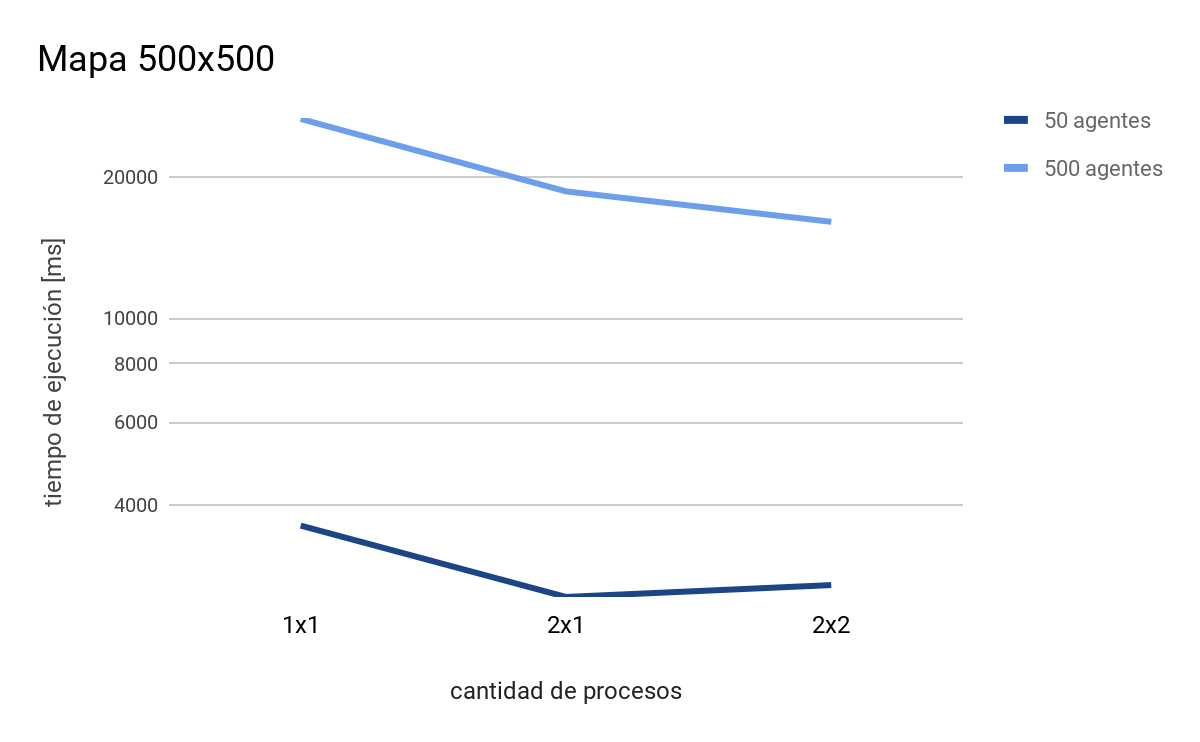 Mapa 500x500
50 agentes
500 agentes
tiempo de ejecución [ms]
20000
10000
8000
6000
4000
1x1
2x1
2x2
cantidad de procesos